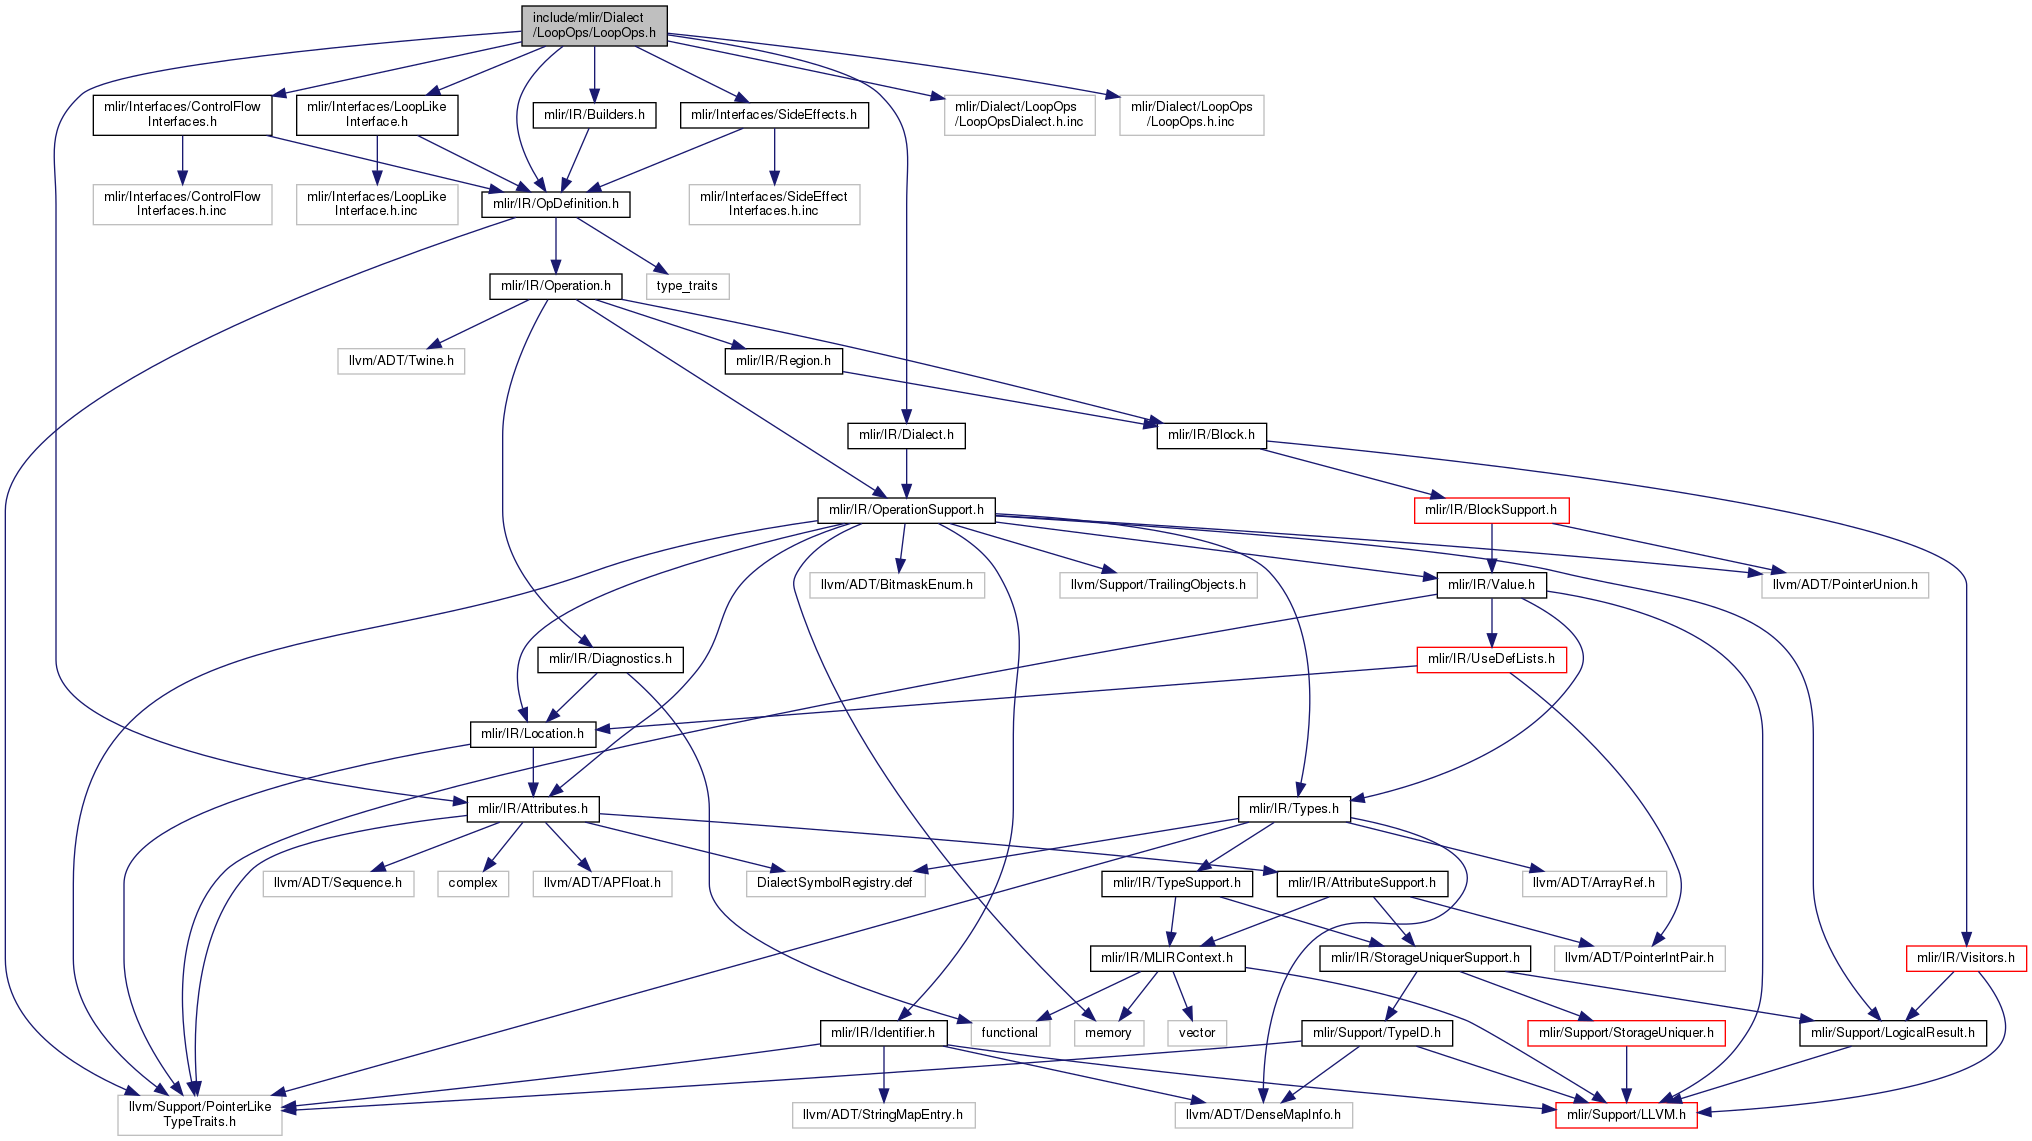 include/mlir/Dialect
/LoopOps/LoopOps.h
mlir/Interfaces/ControlFlow
Interfaces.h
mlir/Interfaces/LoopLike
Interface.h
mlir/IR/Builders.h
mlir/Interfaces/SideEffects.h
mlir/Dialect/LoopOps
/LoopOpsDialect.h.inc
mlir/Dialect/LoopOps
/LoopOps.h.inc
mlir/Interfaces/ControlFlow
Interfaces.h.inc
mlir/Interfaces/LoopLike
Interface.h.inc
mlir/IR/OpDefinition.h
mlir/Interfaces/SideEffect
Interfaces.h.inc
mlir/IR/Operation.h
type_traits
llvm/ADT/Twine.h
mlir/IR/Region.h
mlir/IR/Dialect.h
mlir/IR/Block.h
mlir/IR/OperationSupport.h
mlir/IR/BlockSupport.h
llvm/ADT/BitmaskEnum.h
llvm/Support/TrailingObjects.h
mlir/IR/Value.h
llvm/ADT/PointerUnion.h
mlir/IR/Diagnostics.h
mlir/IR/UseDefLists.h
mlir/IR/Location.h
mlir/IR/Attributes.h
mlir/IR/Types.h
llvm/ADT/Sequence.h
complex
llvm/ADT/APFloat.h
DialectSymbolRegistry.def
mlir/IR/TypeSupport.h
mlir/IR/AttributeSupport.h
llvm/ADT/ArrayRef.h
mlir/IR/MLIRContext.h
mlir/IR/StorageUniquerSupport.h
llvm/ADT/PointerIntPair.h
mlir/IR/Visitors.h
mlir/IR/Identifier.h
functional
memory
vector
mlir/Support/TypeID.h
mlir/Support/StorageUniquer.h
mlir/Support/LogicalResult.h
llvm/Support/PointerLike
TypeTraits.h
llvm/ADT/StringMapEntry.h
llvm/ADT/DenseMapInfo.h
mlir/Support/LLVM.h